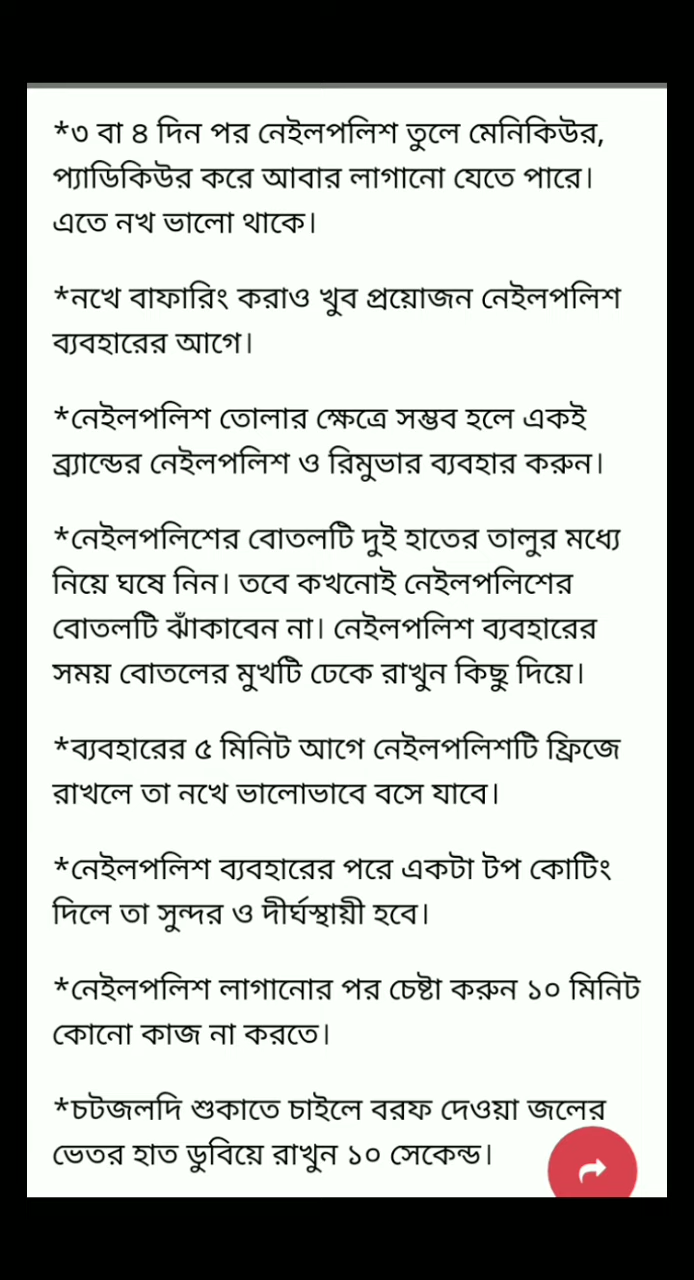 *৩ বা ৪ দিন পর নেইলপলিশ তুলে মেনিকিউর,
প্যাডিকিউর করে আবার লাগানো যেতে পারে।
এতে নখ ভালো থাকে।
*নখে বাফারিং করাও খুব প্রয়োজন নেইলপলিশ
ব্যবহারের আগে।
*নেইলপলিশ তোলার ক্ষেত্রে সম্ভব হলে একই
ব্র্যান্ডের নেইলপলিশ ও রিমুভার ব্যবহার করুন।
*নেইলপলিশের বোতলটি দুই হাতের তালুর মধ্যে
নিয়ে ঘষে নিন। তবে কখনোই নেইলপলিশের
বোতলটি ঝাঁকাবেন না। নেইলপলিশ ব্যবহারের
সময় বোতলের মুখটি ঢেকে রাখুন কিছু দিয়ে।
*ব্যবহারের ৫ মিনিট আগে নেইলপলিশটি ফ্রিজে
রাখলে তা নখে ভালোভাবে বসে যাবে।
*নেইলপলিশ ব্যবহারের পরে একটা টপ কোটিং
দিলে তা সুন্দর ও দীর্ঘস্থায়ী হবে।
*নেইলপলিশ লাগানোর পর চেষ্টা করুন ১০ মিনিট
কোনো কাজ না করতে।
*চটজলদি শুকাতে চাইলে বরফ দেওয়া জলের
ভেতর হাত ডুবিয়ে রাখুন ১০ সেকেন্ড।